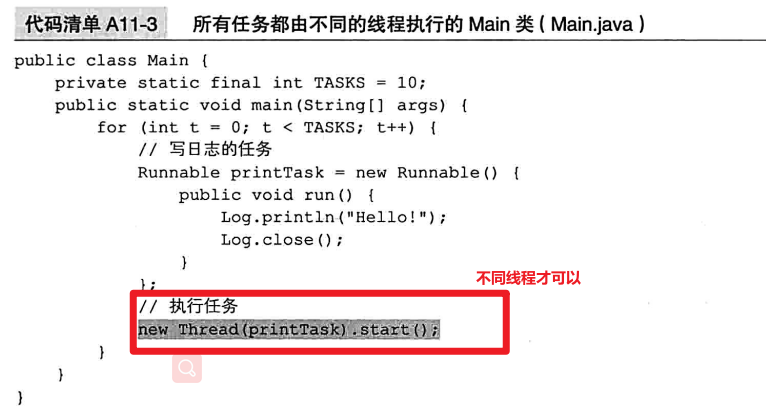 代码清单 A11-3 所有任务都由不同的线程执行的 Main 类 ( Main.java )
public class Main {
    private static final int TASKS = 10;
    public static void main(String[] args) {
        for (int t = 0; t < TASKS; t++) {
            // 写日志的任务
            Runnable printTask = new Runnable() {
                public void run() {
                    Log.println("Hello!");
                    Log.close();
                }
            };
不同线程才可以
            // 执行任务
            new Thread(printTask).start();
        }
    }
}